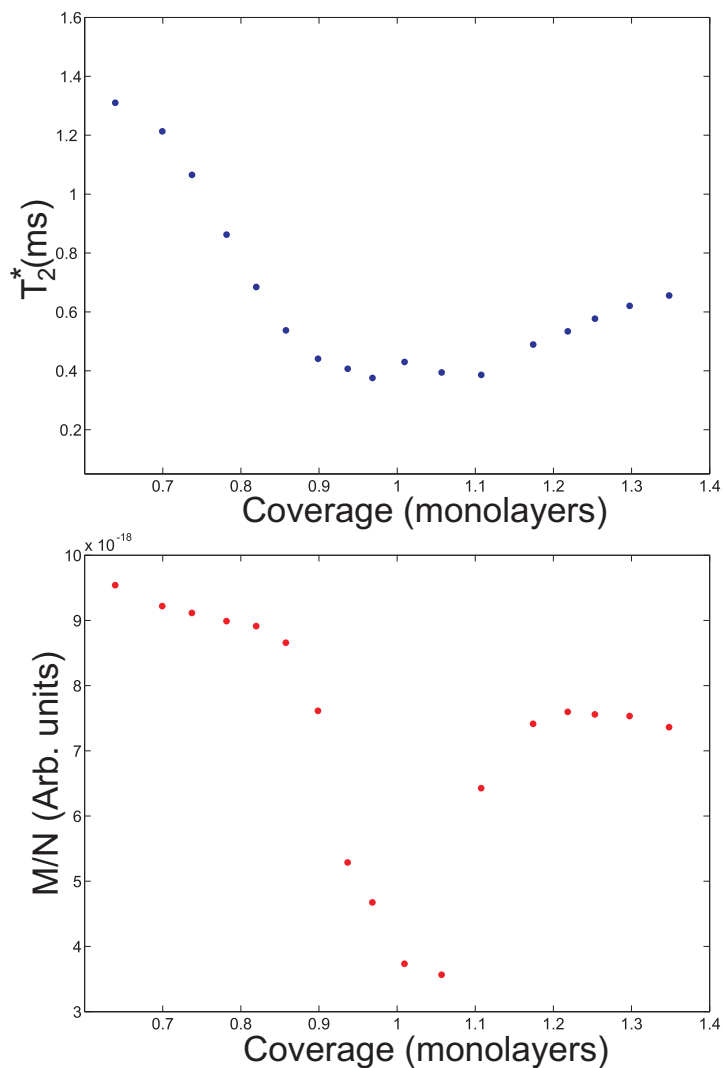 1.6
1.4
1.2
1
0.8
0.6
0.4
0.2
T₂*(ms)
0.7 0.8 0.9 1 1.1 1.2 1.3 1.4
Coverage (monolayers)
x 10⁻¹⁸
10
9
8
7
6
5
4
3
M/N (Arb. units)
0.7 0.8 0.9 1 1.1 1.2 1.3 1.4
Coverage (monolayers)